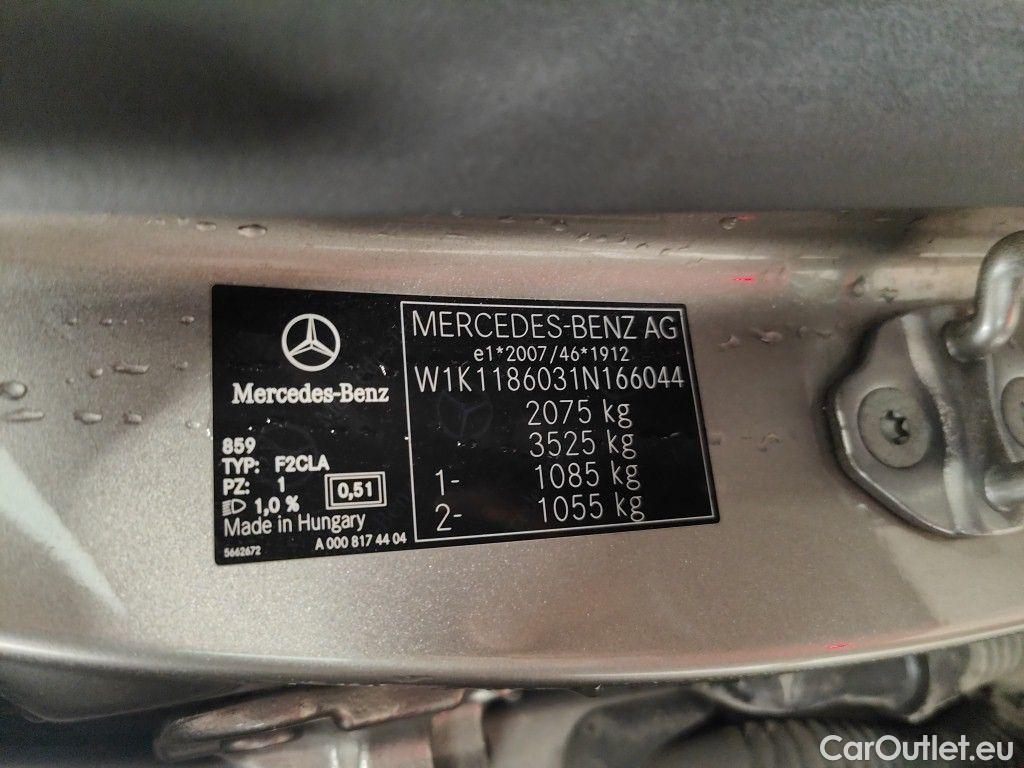 Mercedes-Benz
859
TYP: F2CLA
PZ: 1
1,0 %
0,51
Made in Hungary
5662672
A 000 817 44 04
MERCEDES-BENZ AG
e1*2007/46*1912
W1K1186031N166044
2075 kg
3525 kg
1- 1085 kg
2- 1055 kg
CarOutlet.eu